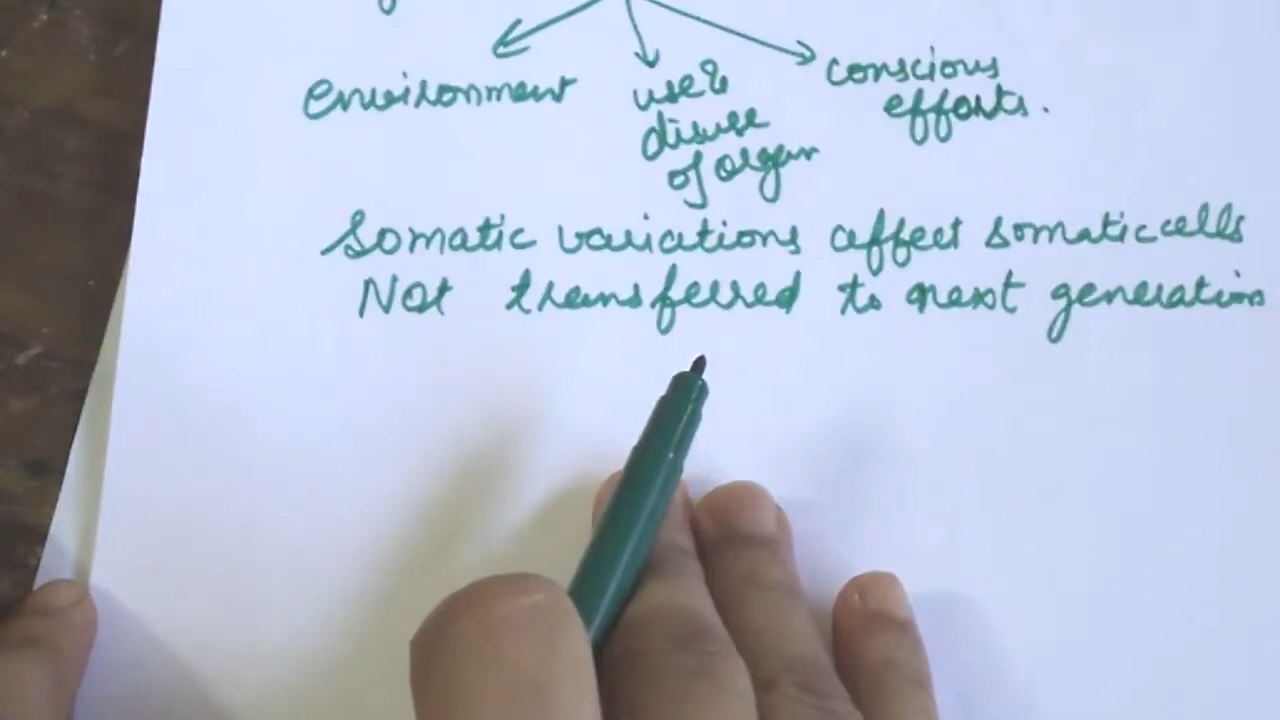 environment
use &
disuse
of organ
conscious
efforts.
Somatic variations affect somatic cells
Not transferred to next generation